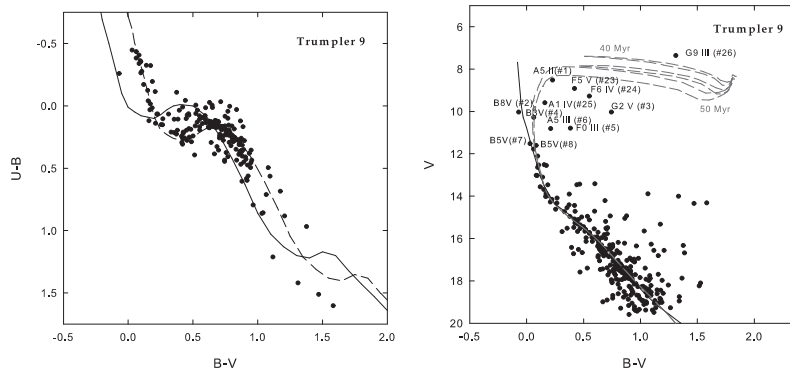 Trumpler 9
-0.5
0.0
0.5
1.0
1.5
U-B
-0.5 0.0 0.5 1.0 1.5 2.0
B-V
Trumpler 9
6
8
10
12
14
16
18
20
V
40 Myr
G9 III (#26)
A5 II(#1)
F5 V(#23)
F6 IV(#24)
50 Myr
B8V (#2)
A1 IV(#25)
G2 V (#3)
B5V(#4)
A5 III(#6)
F0 III (#5)
B5V(#7)
B5V(#8)
-0.5 0.0 0.5 1.0 1.5 2.0
B-V